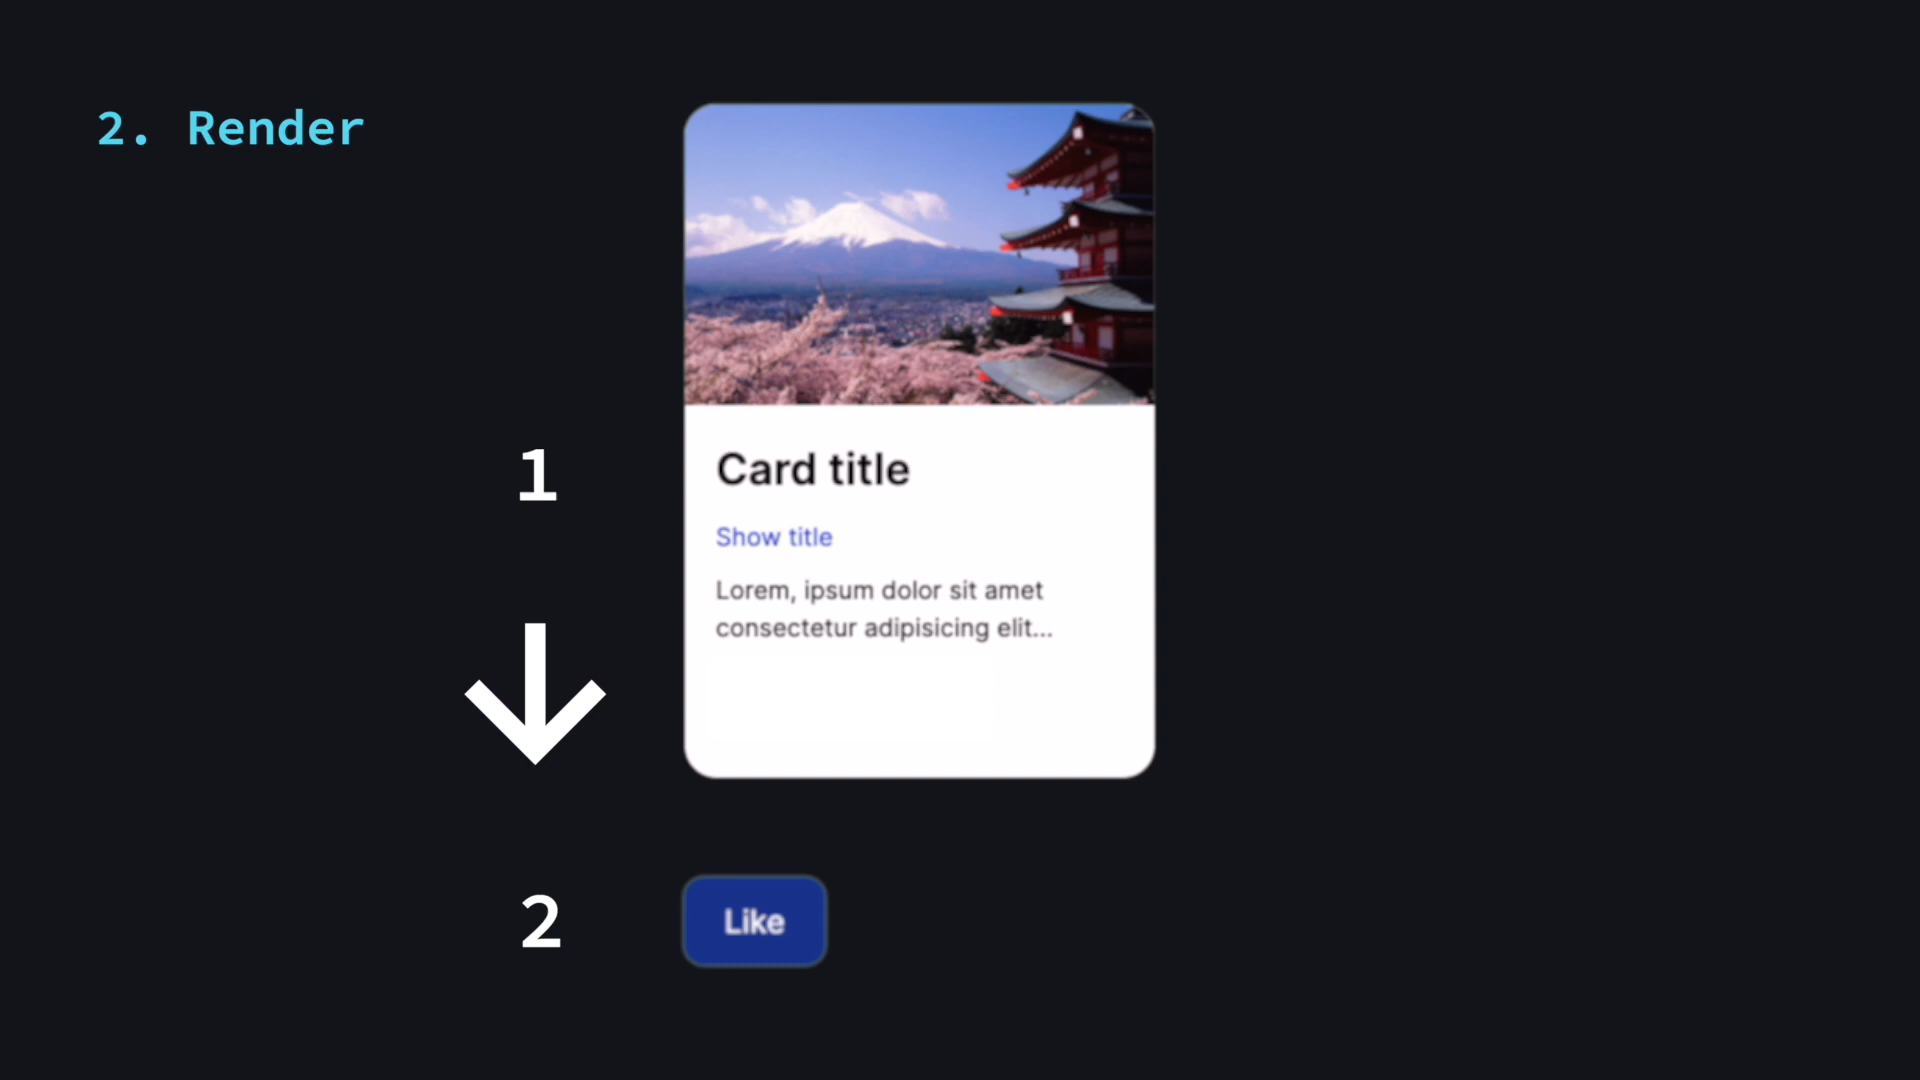 2. Render
1
Card title
Show title
Lorem, ipsum dolor sit amet
consectetur adipisicing elit...
2
Like